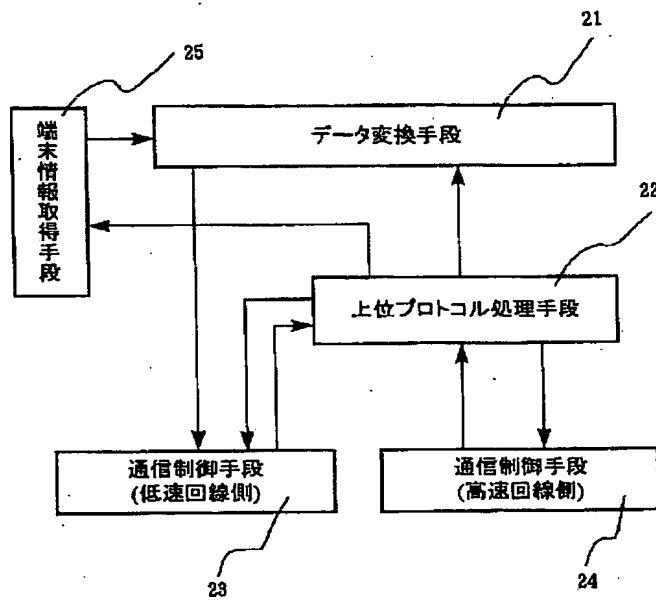 21
25
データ変換手段
端末情報取得手段
22
上位プロトコル処理手段
通信制御手段
(低速回線側)
通信制御手段
(高速回線側)
23
24